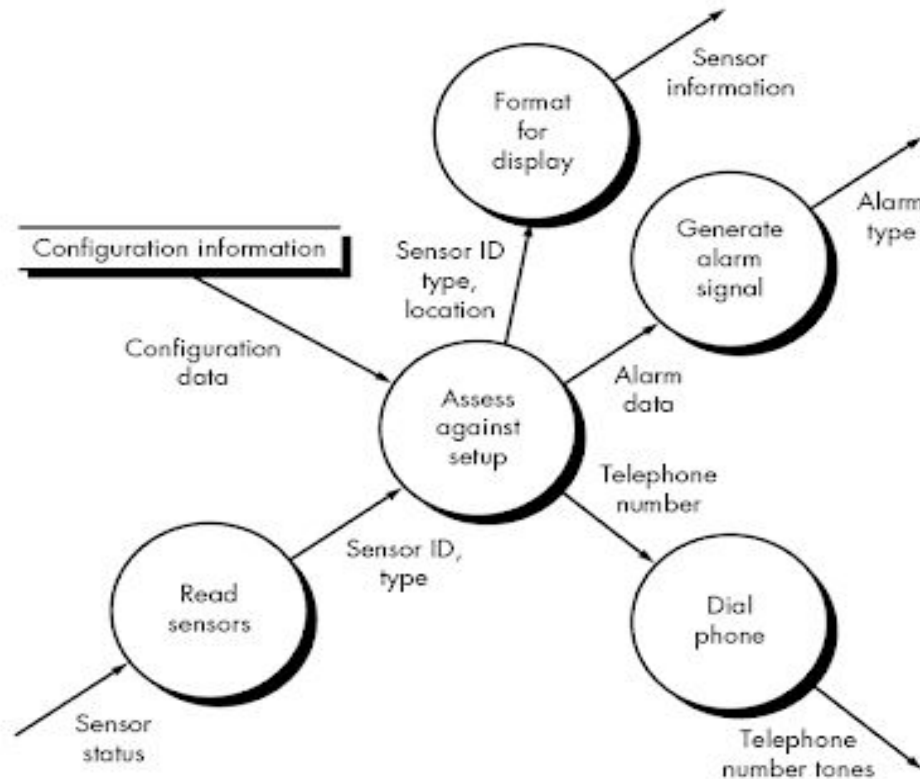 Sensor
information
Format
for
display
Alarm
type
Generate
alarm
signal
Configuration information
Sensor ID
type,
location
Configuration
data
Alarm
data
Assess
against
setup
Telephone
number
Sensor ID,
type
Read
sensors
Dial
phone
Sensor
status
Telephone
number tones